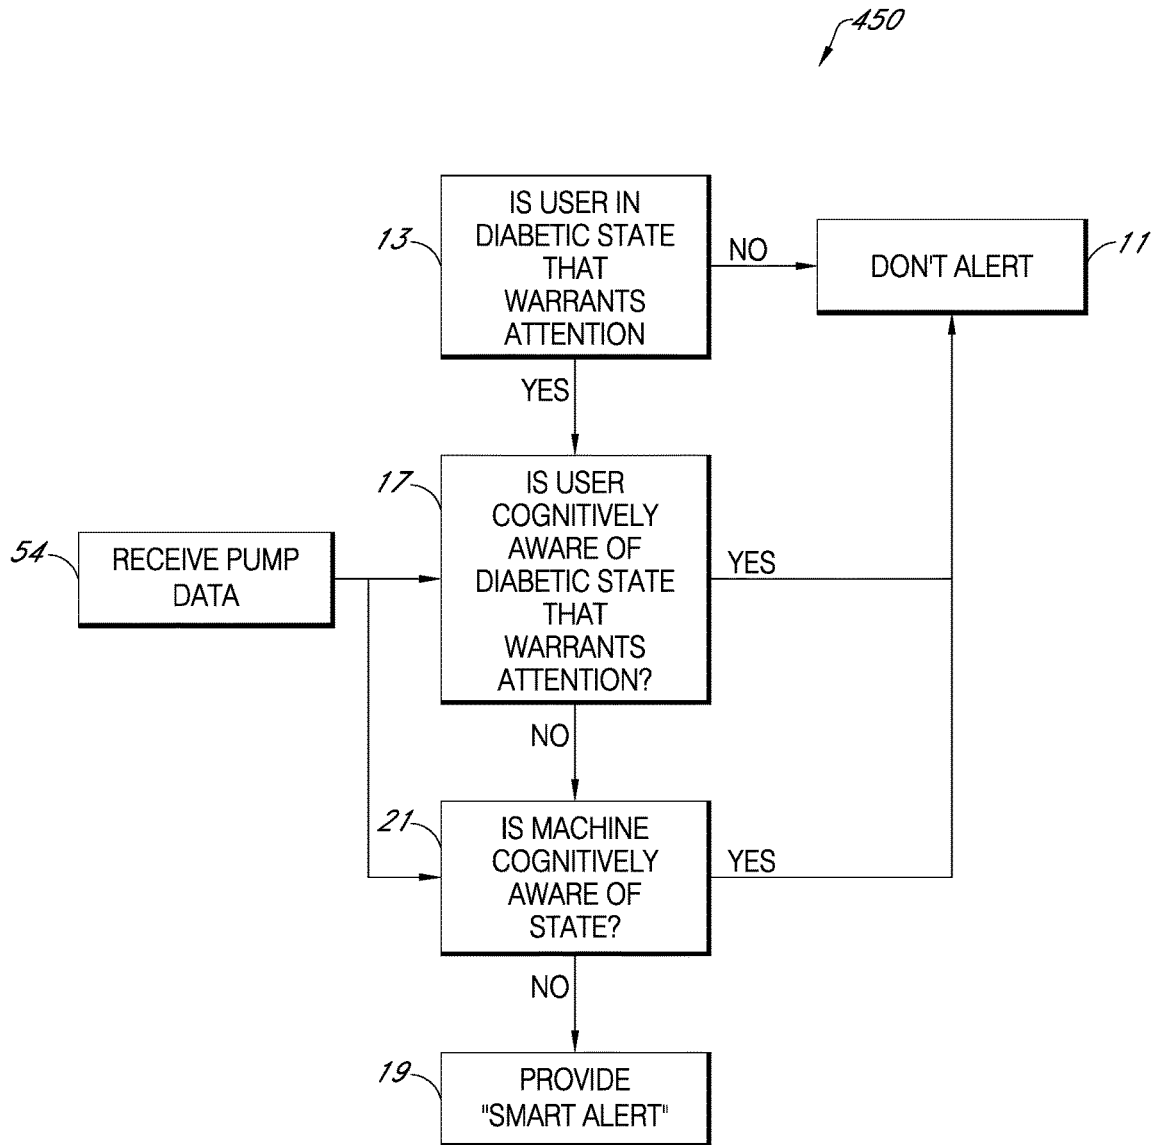 450
IS USER IN
DIABETIC STATE
THAT
WARRANTS
ATTENTION
13
NO
DON'T ALERT
11
YES
17
IS USER
COGNITIVELY
AWARE OF
DIABETIC STATE
THAT
WARRANTS
ATTENTION?
54
RECEIVE PUMP
DATA
YES
NO
21
IS MACHINE
COGNITIVELY
AWARE OF
STATE?
YES
NO
19
PROVIDE
"SMART ALERT"